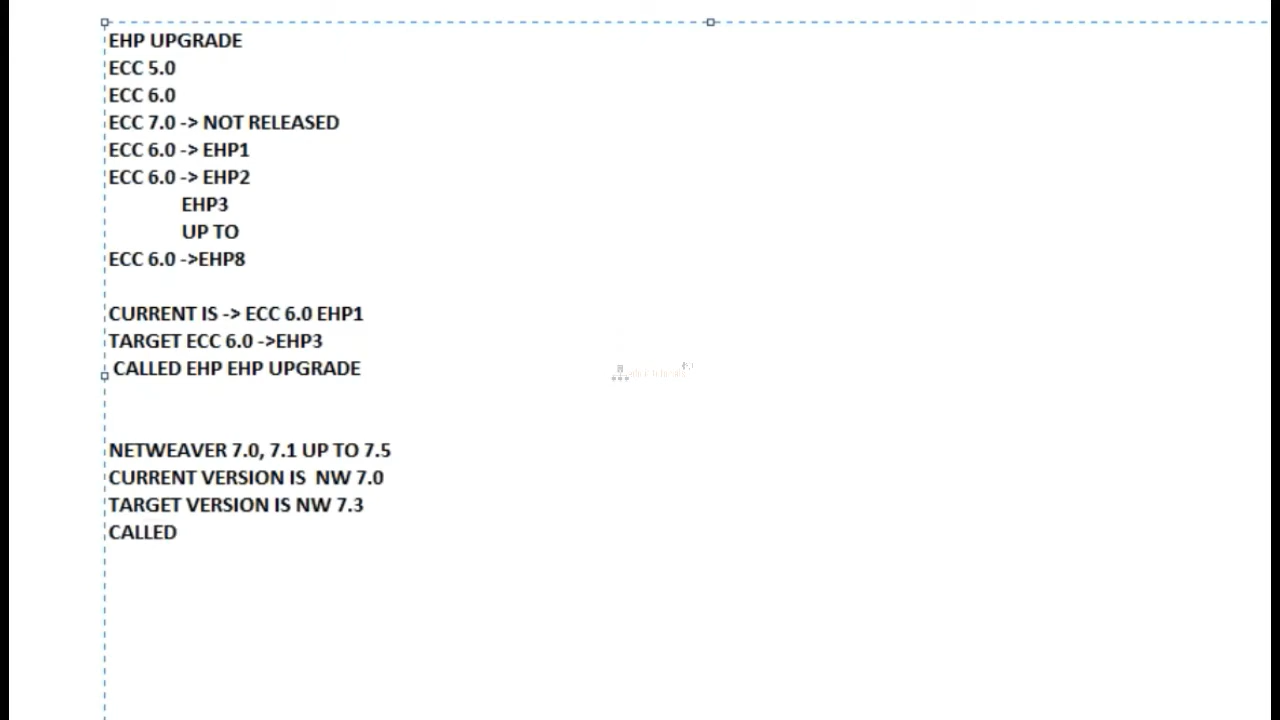 EHP UPGRADE
ECC 5.0
ECC 6.0
ECC 7.0 -> NOT RELEASED
ECC 6.0 -> EHP1
ECC 6.0 -> EHP2
EHP3
UP TO
ECC 6.0 ->EHP8
CURRENT IS -> ECC 6.0 EHP1
TARGET ECC 6.0 ->EHP3
CALLED EHP EHP UPGRADE
NETWEAVER 7.0, 7.1 UP TO 7.5
CURRENT VERSION IS NW 7.0
TARGET VERSION IS NW 7.3
CALLED